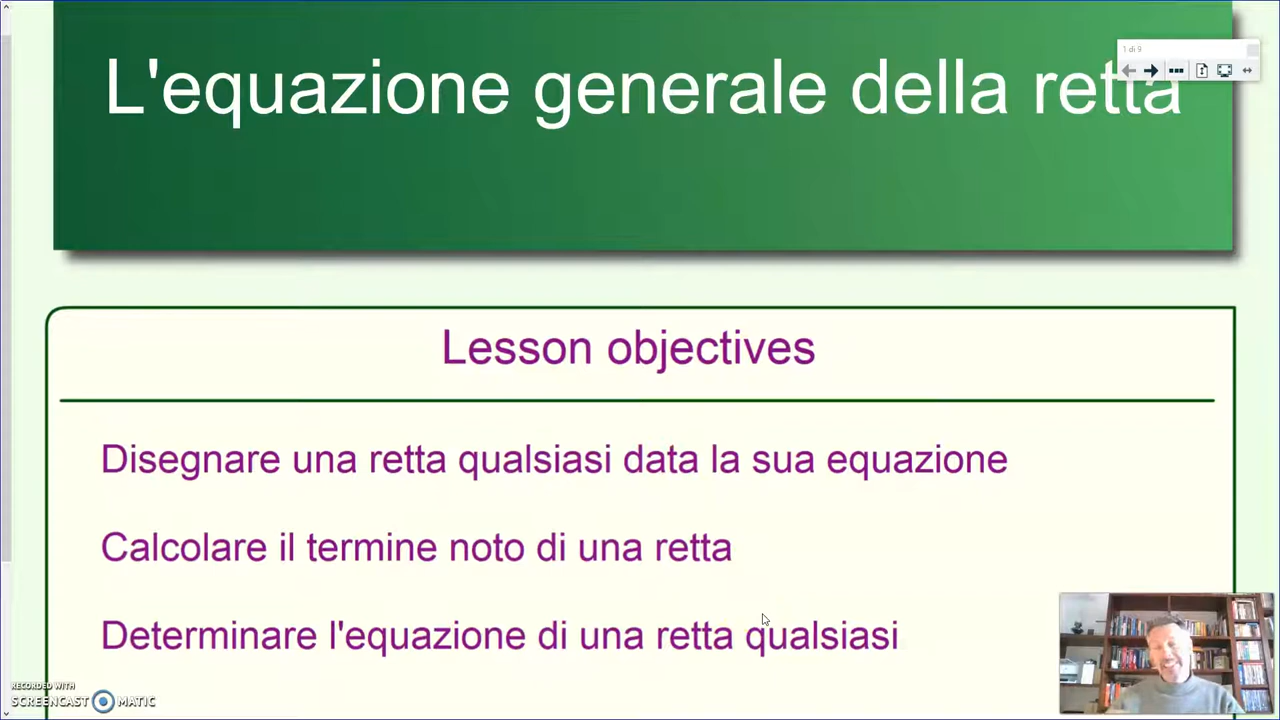 L'equazione generale della retta
1 di 9
Lesson objectives
Disegnare una retta qualsiasi data la sua equazione
Calcolare il termine noto di una retta
Determinare l'equazione di una retta qualsiasi
RECORDED WITH
SCREENCAST MATIC